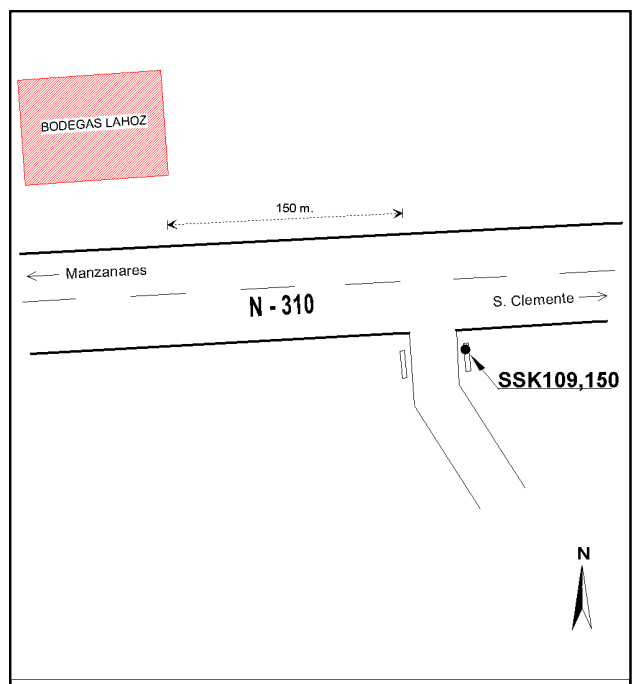 BODEGAS LAHOZ
150 m.
Manzanares
N - 310
S. Clemente
SSK109,150
N